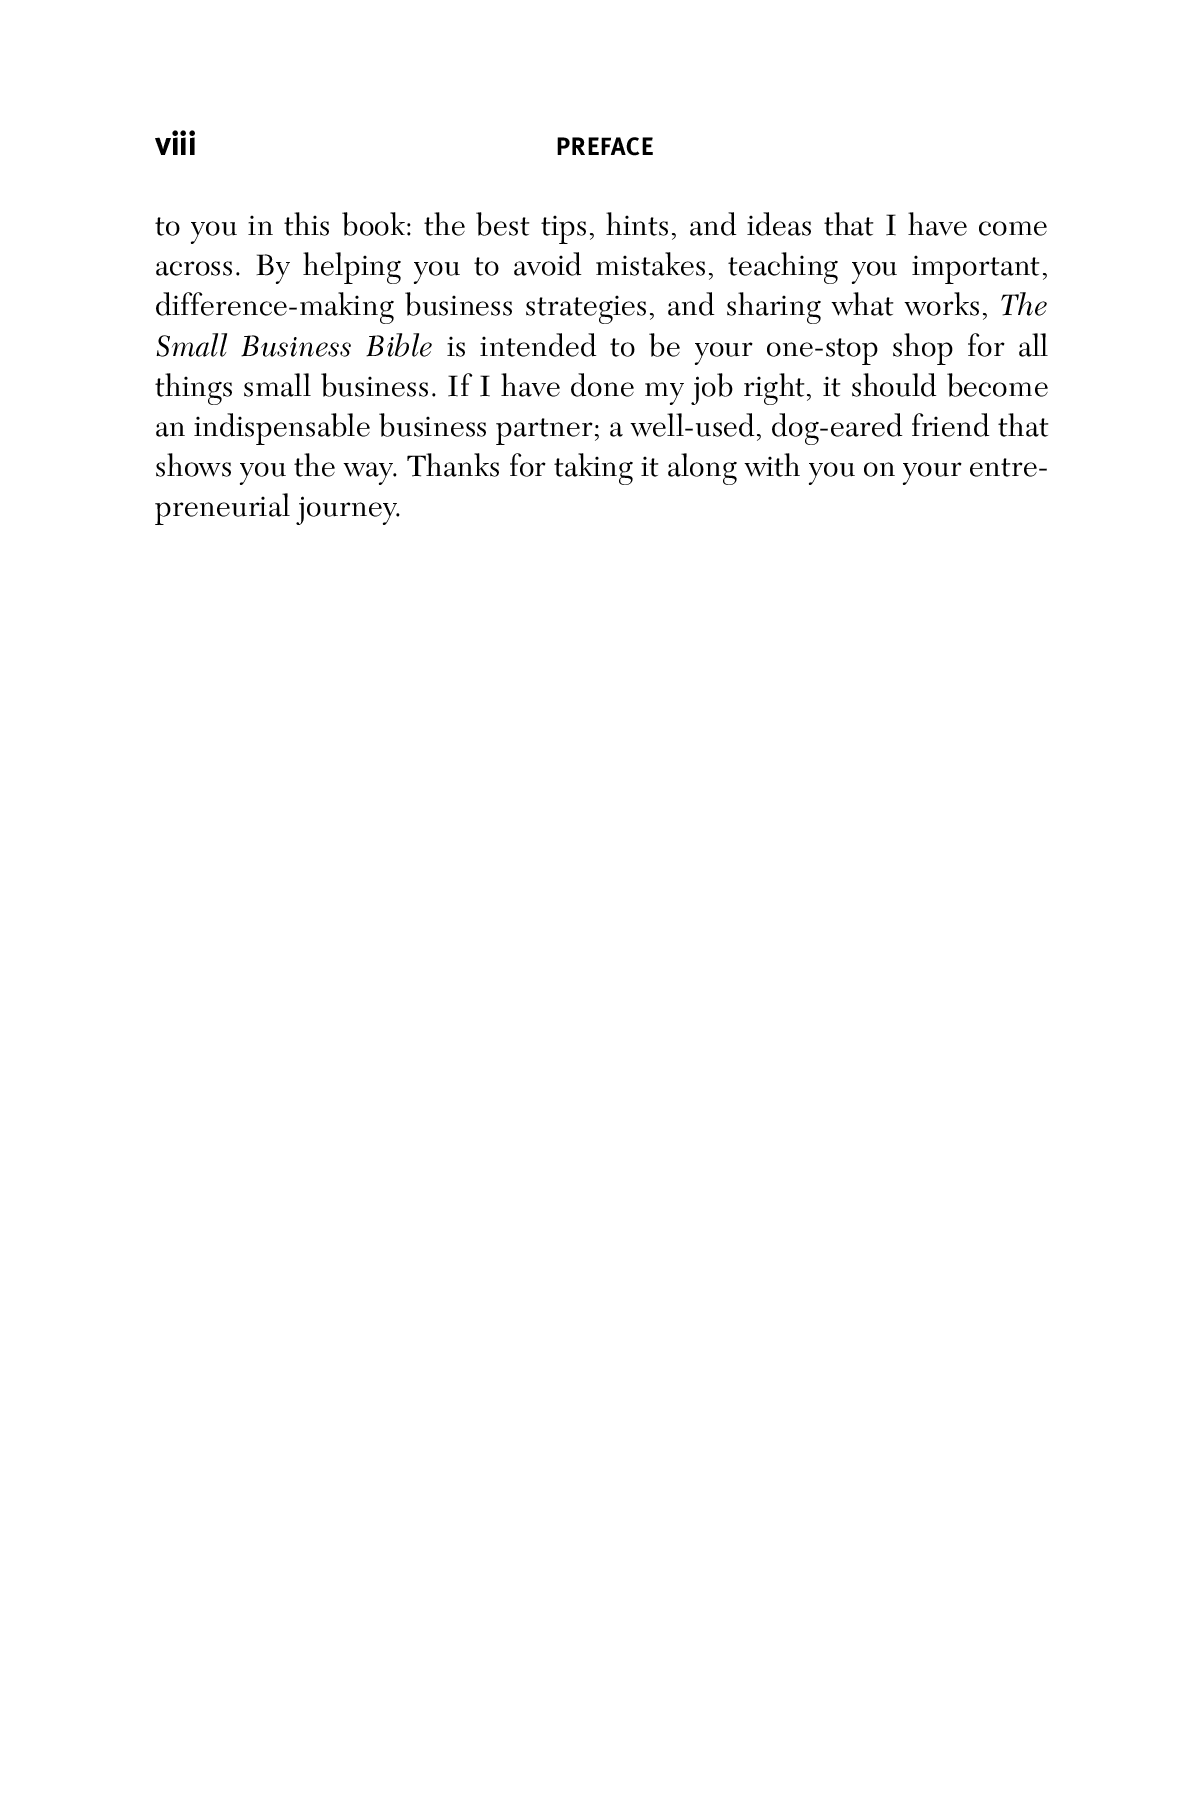 viii PREFACE
to you in this book: the best tips, hints, and ideas that I have come
across. By helping you to avoid mistakes, teaching you important,
difference-making business strategies, and sharing what works, The
Small Business Bible is intended to be your one-stop shop for all
things small business. If I have done my job right, it should become
an indispensable business partner; a well-used, dog-eared friend that
shows you the way. Thanks for taking it along with you on your entre-
preneurial journey.